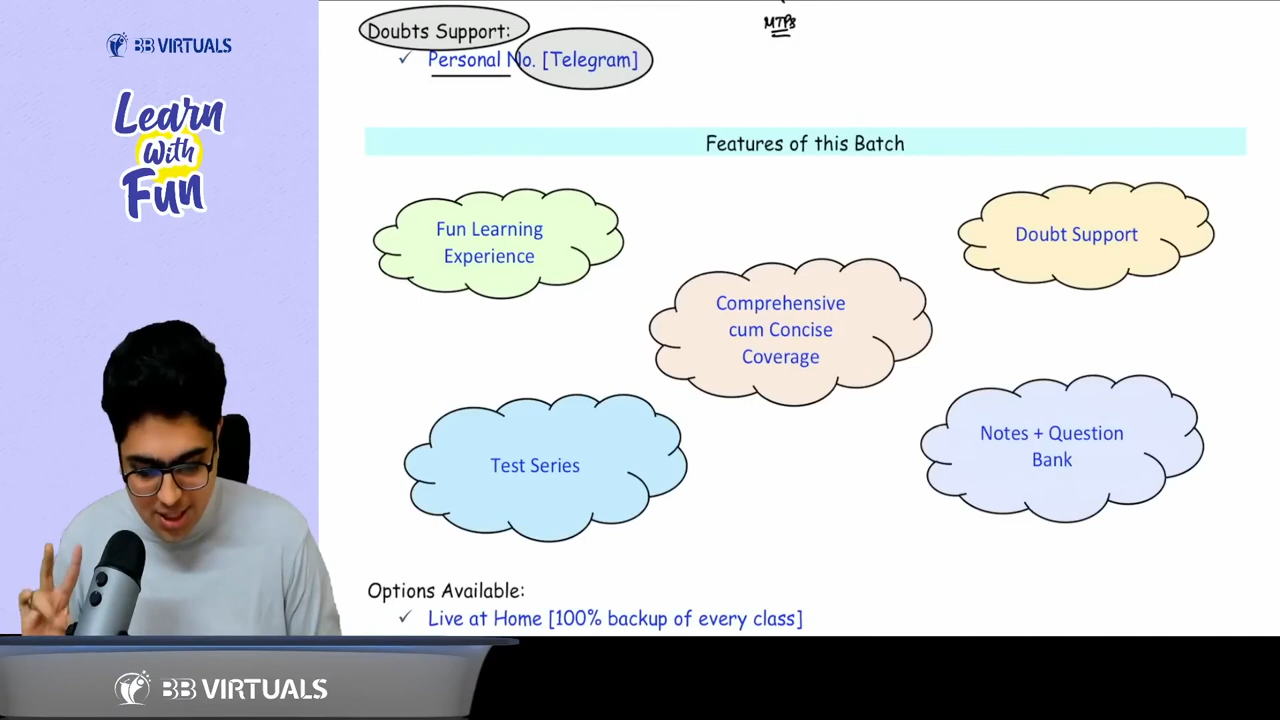 BB VIRTUALS
Learn
With
Fun
MTPs
Doubts Support:
✓ Personal No. [Telegram]
Features of this Batch
Fun Learning
Experience
Doubt Support
Comprehensive
cum Concise
Coverage
Test Series
Notes + Question
Bank
Options Available:
✓ Live at Home [100% backup of every class]
BB VIRTUALS